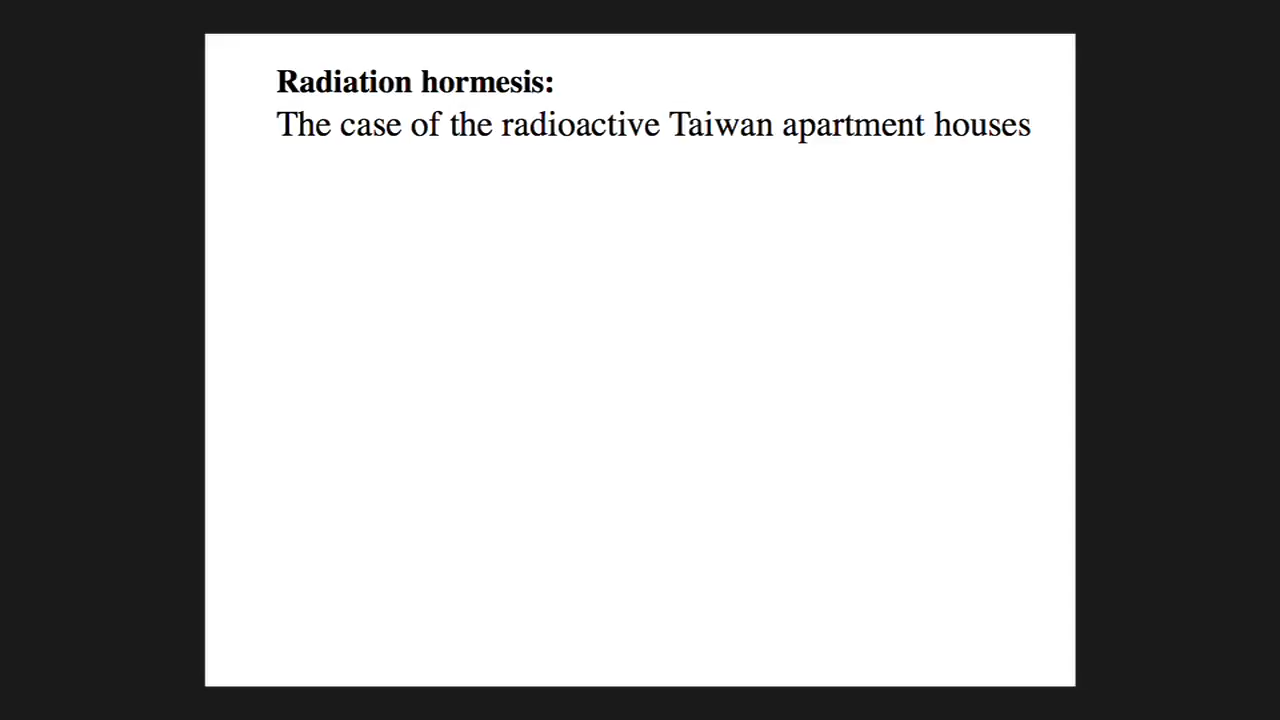 Radiation hormesis:
The case of the radioactive Taiwan apartment houses